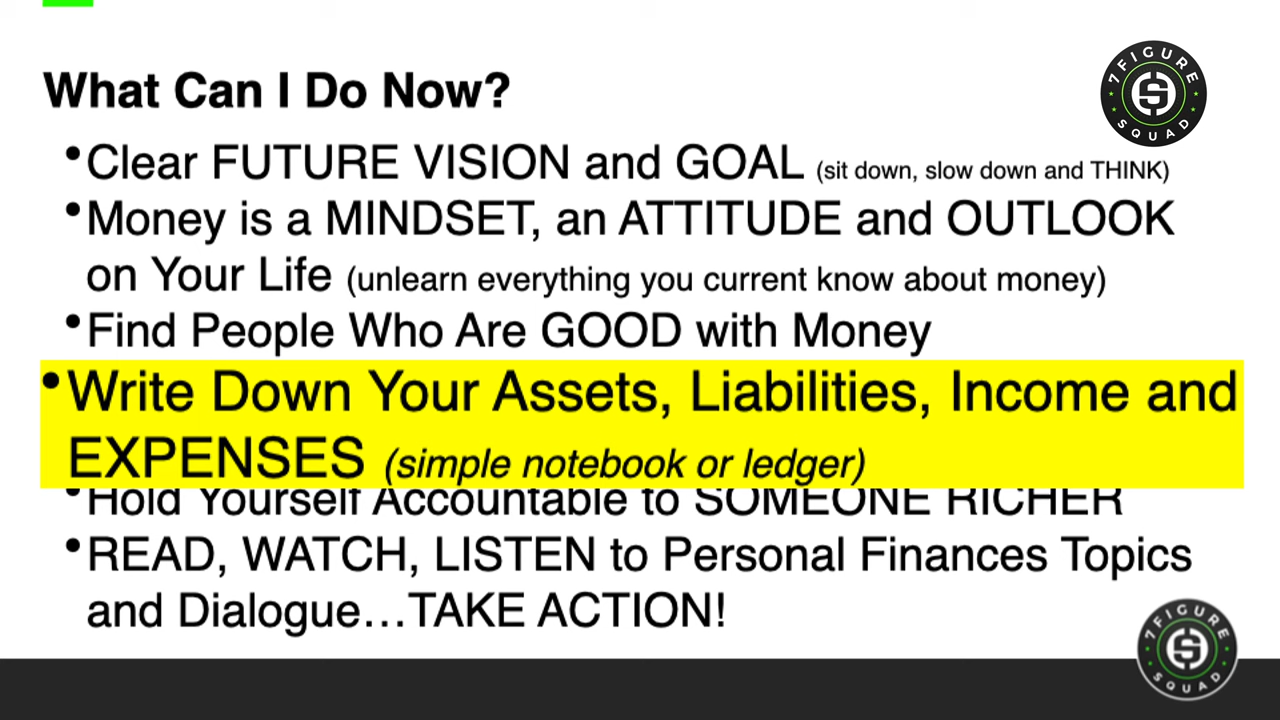 What Can I Do Now?
•Clear FUTURE VISION and GOAL (sit down, slow down and THINK)
•Money is a MINDSET, an ATTITUDE and OUTLOOK
on Your Life (unlearn everything you current know about money)
•Find People Who Are GOOD with Money
•Write Down Your Assets, Liabilities, Income and
EXPENSES (simple notebook or ledger)
•Hold Yourself Accountable to SOMEONE RICHER
•READ, WATCH, LISTEN to Personal Finances Topics
and Dialogue…TAKE ACTION!
7FIGURE
SQUAD
7FIGURE
SQUAD